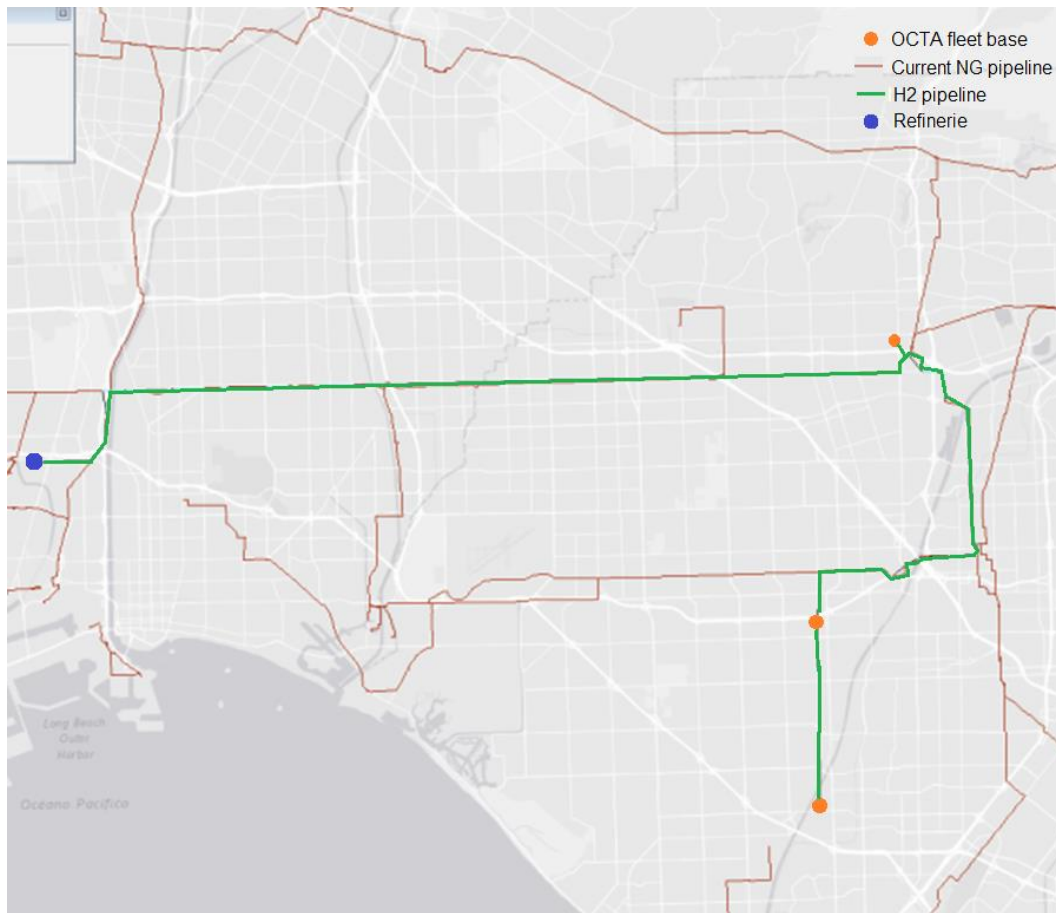 OCTA fleet base
Current NG pipeline
H2 pipeline
Refinerie
Long Beach
Outer
Harbor
Oceano Pacifico